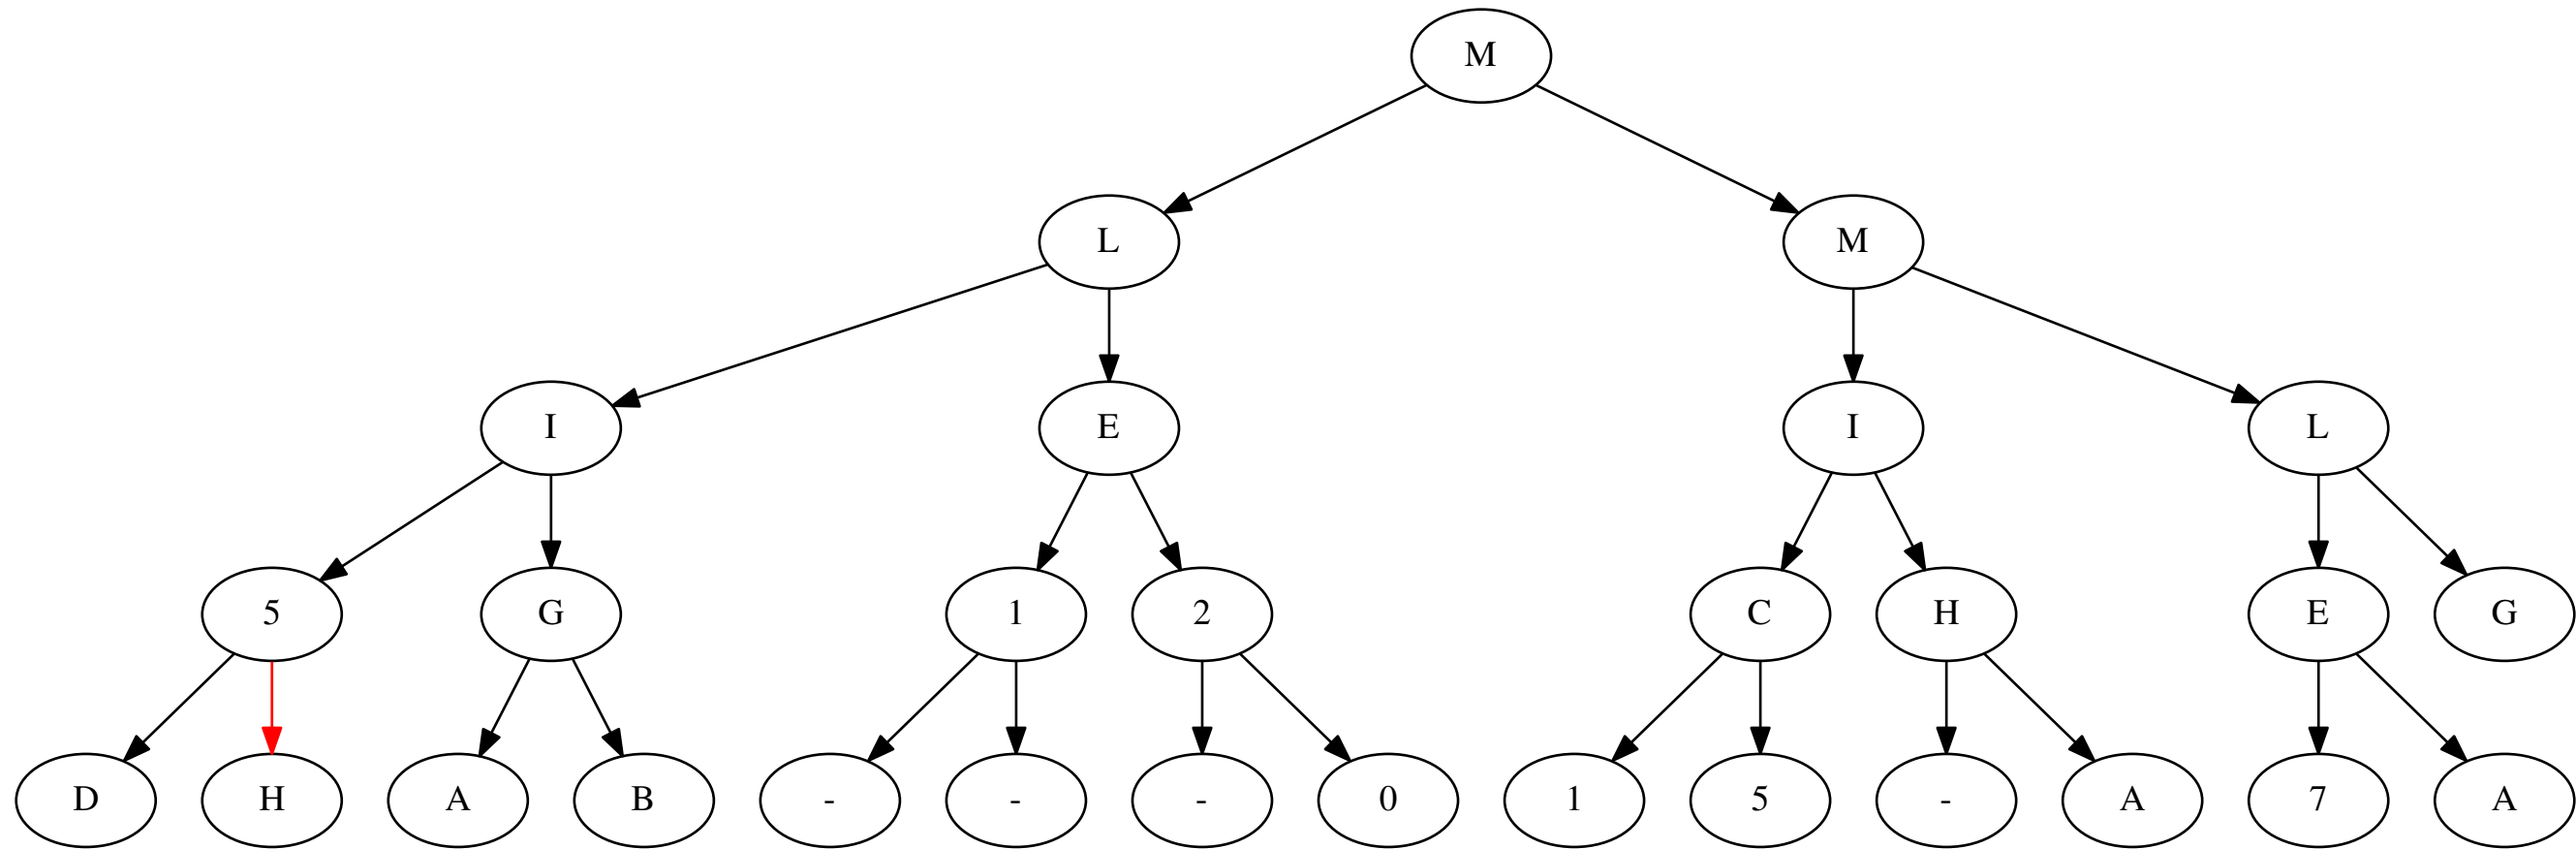 M
L M
I E I L
5 G 1 2 C H E G
D H A B - - - 0 1 5 - A 7 A